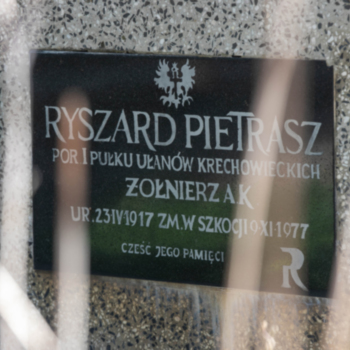 RYSZARD PIETRASZ
POR 1 PUŁKU UŁANÓW KRECHOWIECKICH
ŻOŁNIERZ AK
UR. 23 IV 1917 ZM. W SZKOCJI 9.XI.1977
CZEŚĆ JEGO PAMIĘCI
R